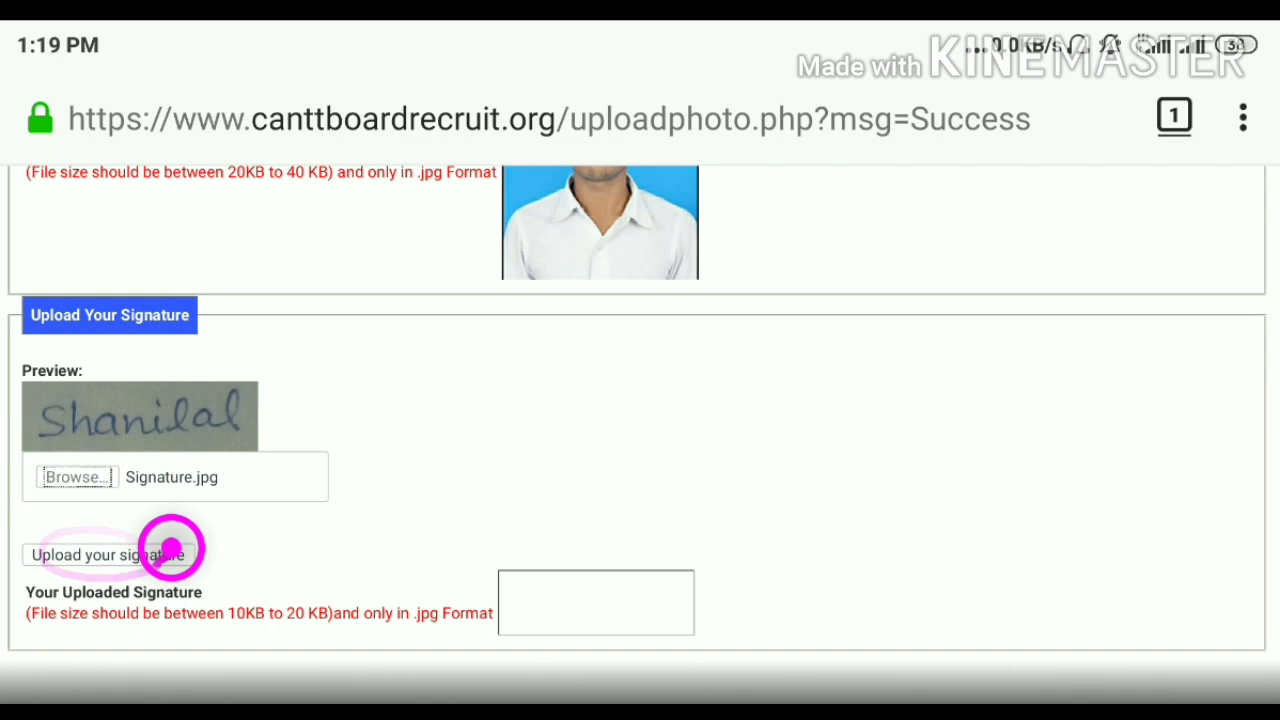 1:19 PM
...0.0KB/s
36
Made with KINEMASTER
https://www.canttboardrecruit.org/uploadphoto.php?msg=Success
1
(File size should be between 20KB to 40 KB) and only in .jpg Format
Upload Your Signature
Preview:
Shanilal
Browse... Signature.jpg
Upload your signature
Your Uploaded Signature
(File size should be between 10KB to 20 KB)and only in .jpg Format